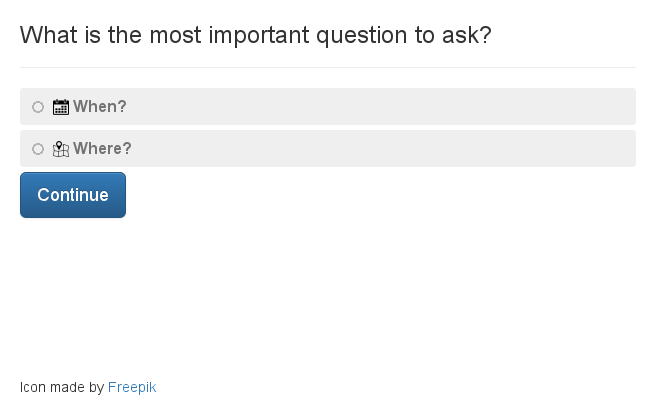 What is the most important question to ask?
When?
Where?
Continue
Icon made by Freepik